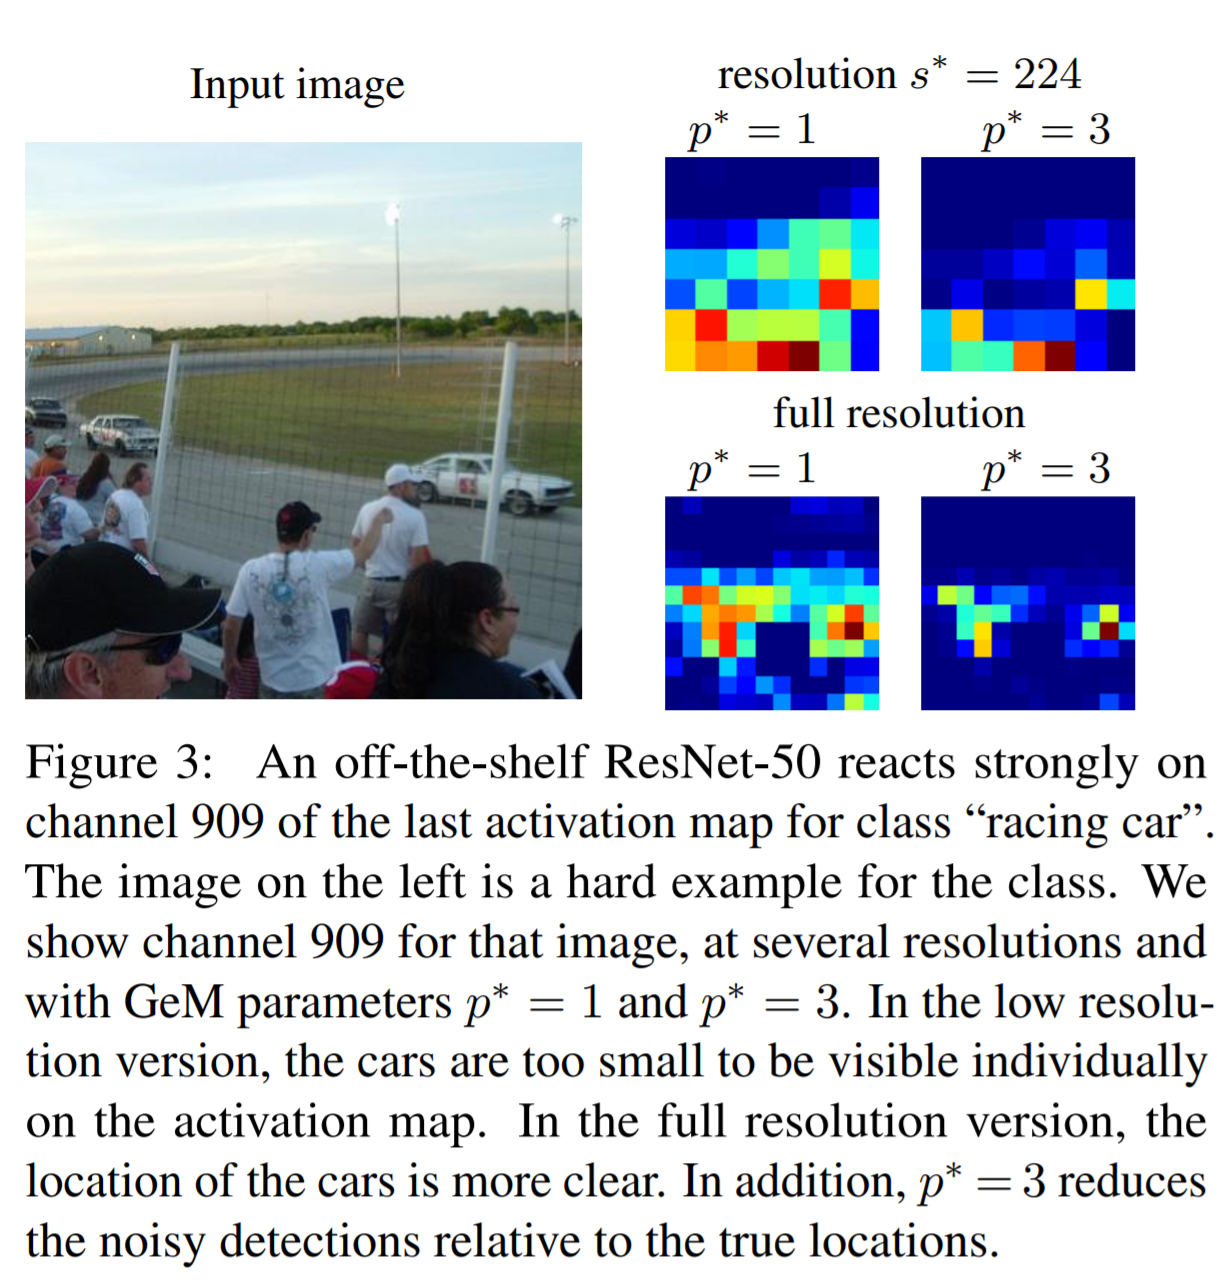 Input image
resolution s* = 224
p* = 1 p* = 3
full resolution
p* = 1 p* = 3
Figure 3: An off-the-shelf ResNet-50 reacts strongly on
channel 909 of the last activation map for class “racing car”.
The image on the left is a hard example for the class. We
show channel 909 for that image, at several resolutions and
with GeM parameters p* = 1 and p* = 3. In the low resolu-
tion version, the cars are too small to be visible individually
on the activation map. In the full resolution version, the
location of the cars is more clear. In addition, p* = 3 reduces
the noisy detections relative to the true locations.